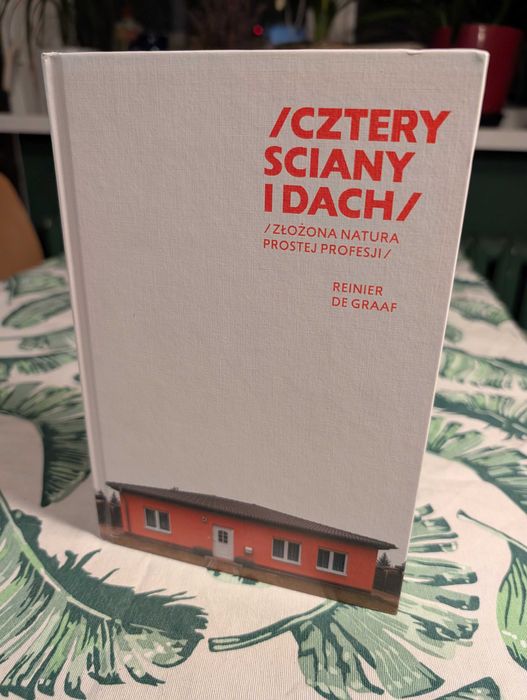 /CZTERY
SCIANY
I DACH/
/ZŁOŻONA NATURA
PROSTEJ PROFESJI/
REINIER
DE GRAAF